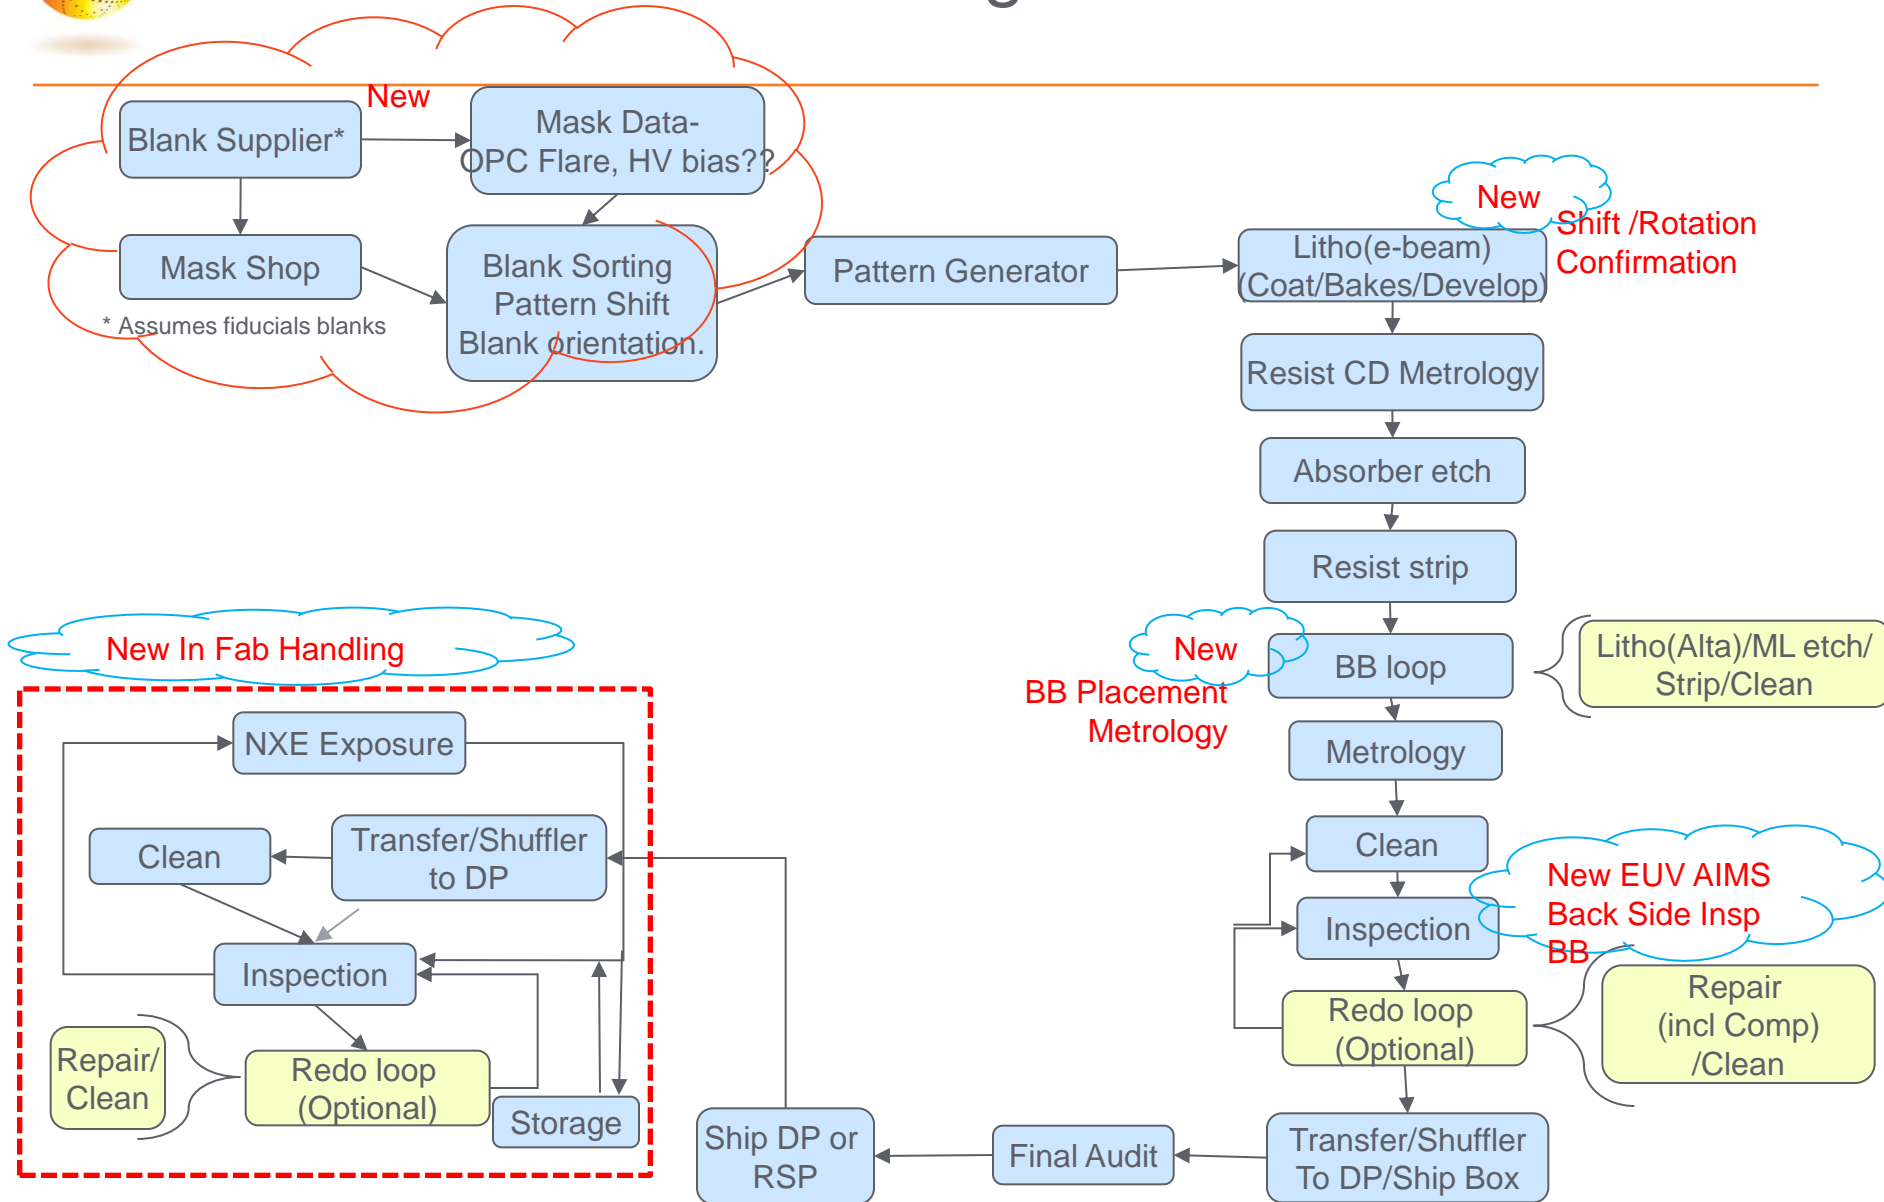 New
Blank Supplier*
Mask Data-
OPC Flare, HV bias??
Mask Shop
* Assumes fiducials blanks
Blank Sorting
Pattern Shift
Blank orientation.
Pattern Generator
New
Shift /Rotation
Confirmation
Litho(e-beam)
(Coat/Bakes/Develop)
Resist CD Metrology
Absorber etch
Resist strip
New
BB Placement
Metrology
BB loop
Litho(Alta)/ML etch/
Strip/Clean
Metrology
Clean
Inspection
New EUV AIMS
Back Side Insp
BB
Redo loop
(Optional)
Repair
(incl Comp)
/Clean
Transfer/Shuffler
To DP/Ship Box
Final Audit
Ship DP or
RSP
New In Fab Handling
NXE Exposure
Clean
Transfer/Shuffler
to DP
Inspection
Repair/
Clean
Redo loop
(Optional)
Storage